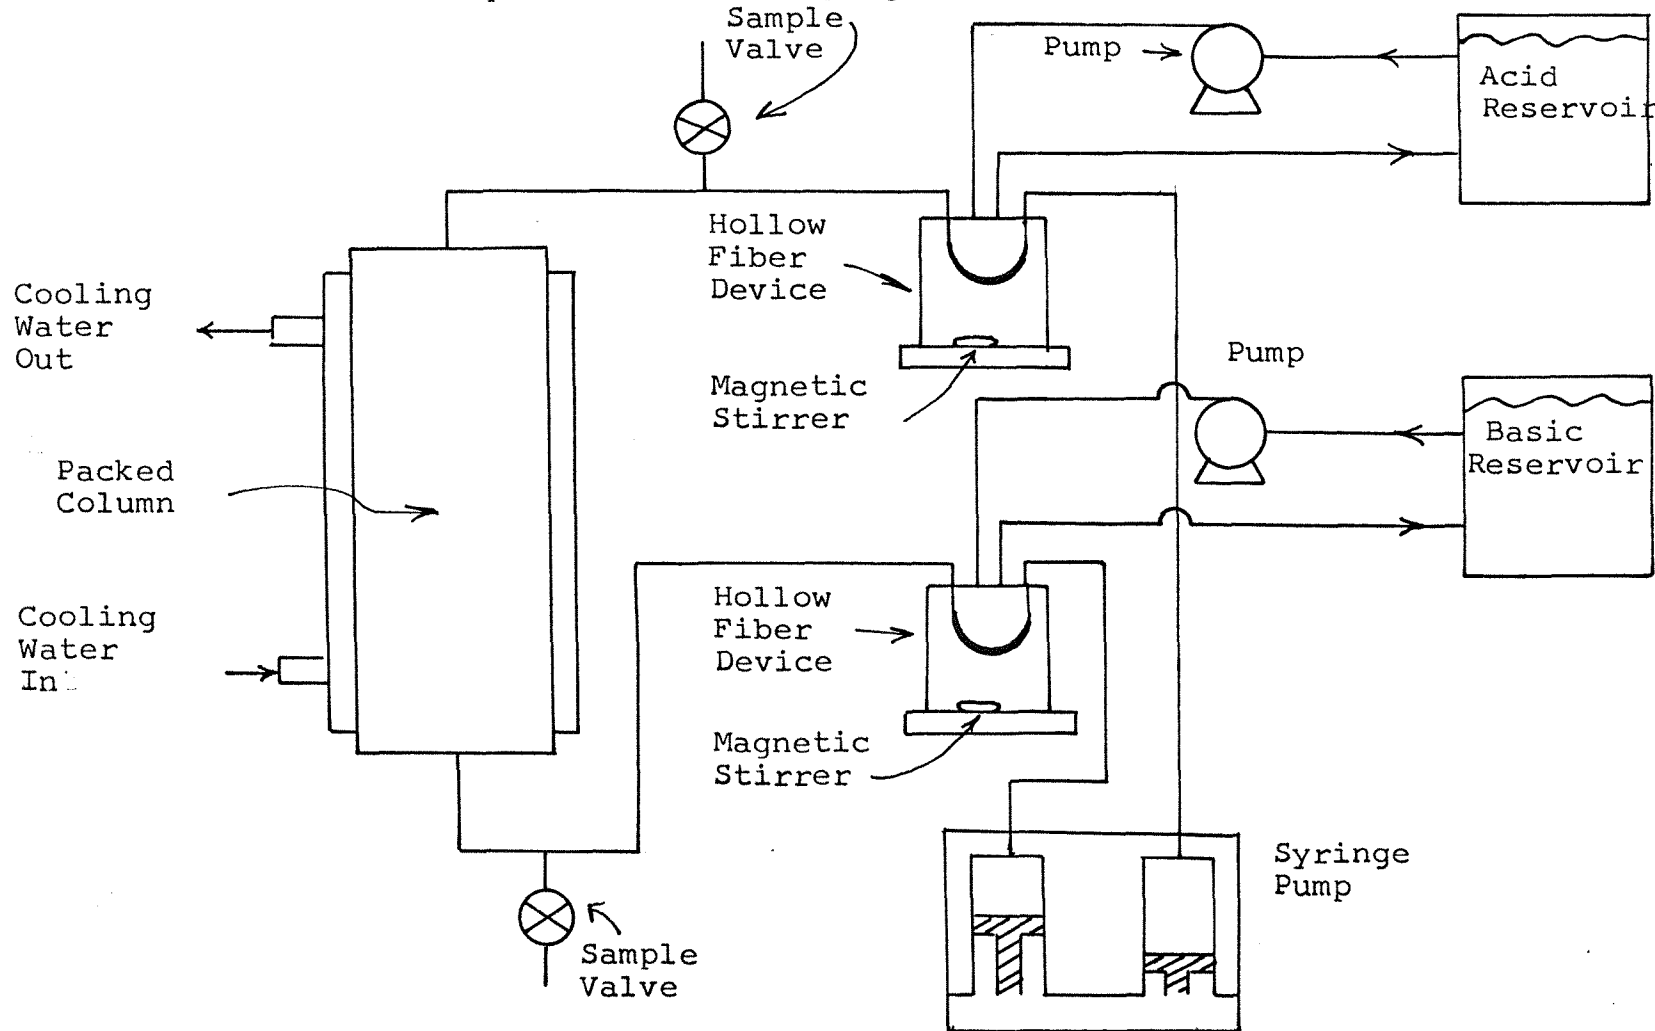 Sample
Valve
Pump
Acid
Reservoir
Hollow
Fiber
Device
Cooling
Water
Out
Magnetic
Stirrer
Pump
Basic
Reservoir
Packed
Column
Hollow
Fiber
Device
Cooling
Water
In
Magnetic
Stirrer
Syringe
Pump
Sample
Valve